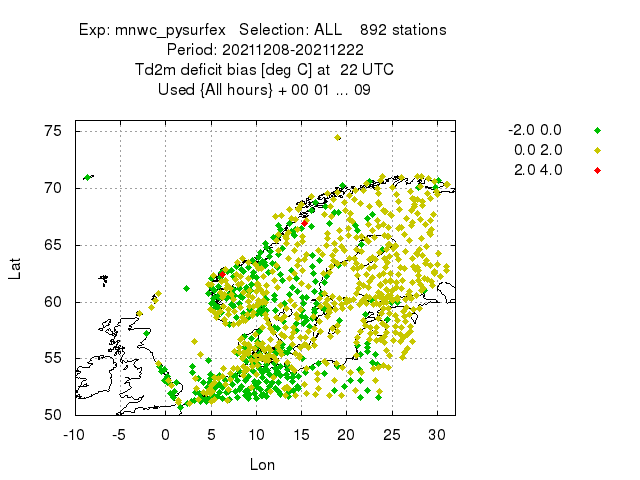 Exp: mnwc_pysurfex Selection: ALL 892 stations
Period: 20211208-20211222
Td2m deficit bias [deg C] at 22 UTC
Used {All hours} + 00 01 ... 09
-2.0 0.0
0.0 2.0
2.0 4.0
75
70
65
60
55
50
Lat
-10 -5 0 5 10 15 20 25 30
Lon